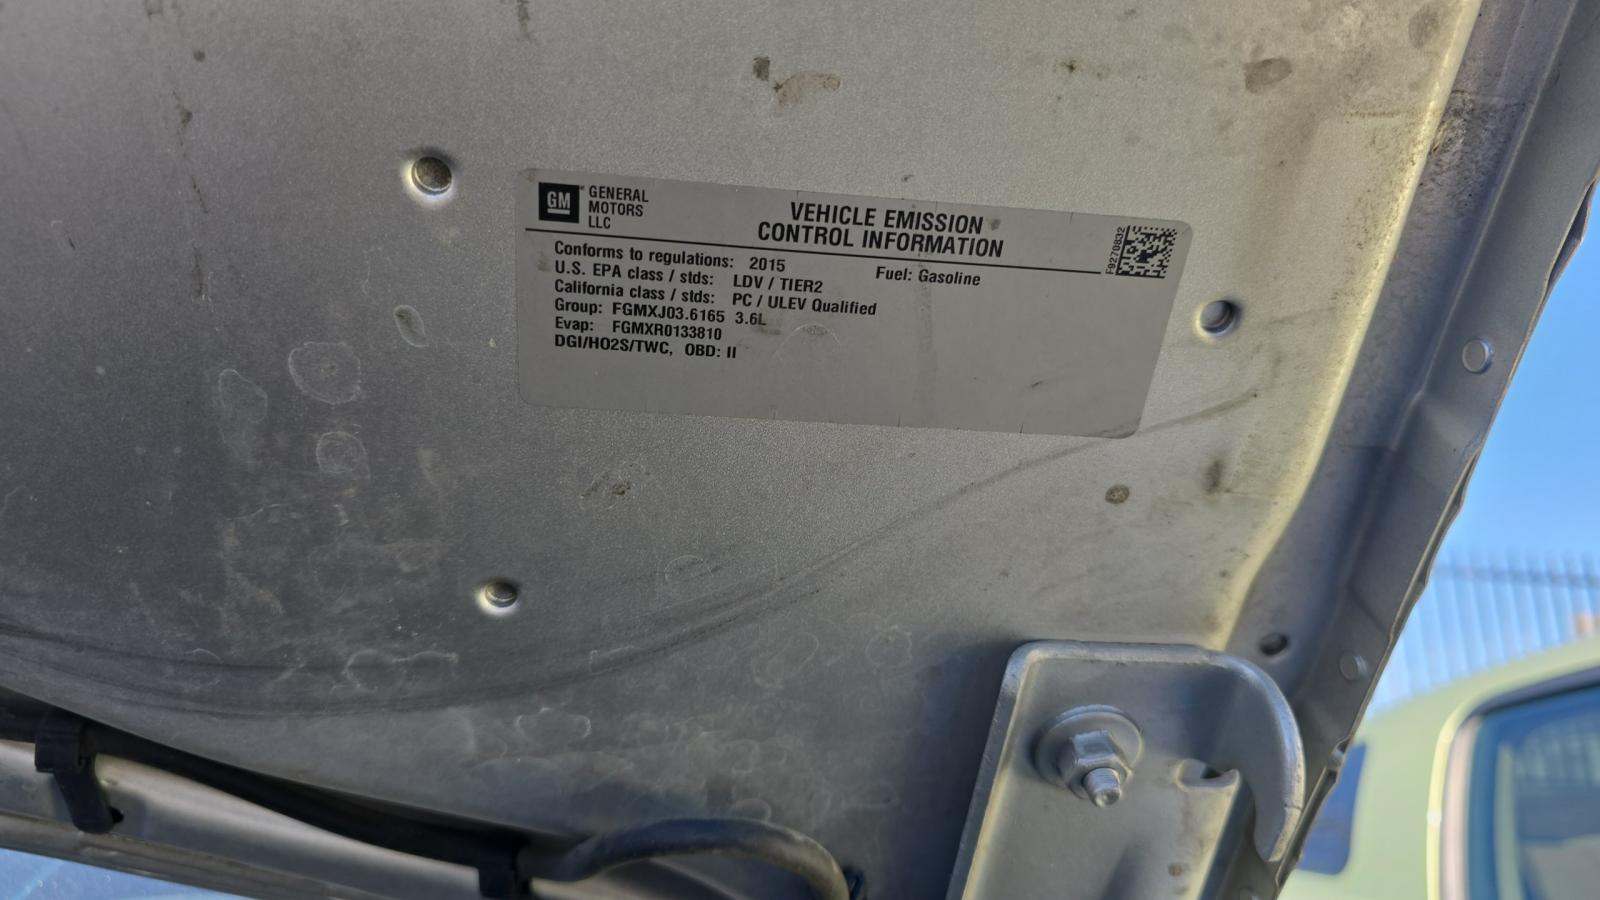 GM
GENERAL
MOTORS
LLC
VEHICLE EMISSION
CONTROL INFORMATION
F9270832
Conforms to regulations: 2015
Fuel: Gasoline
U.S. EPA class / stds: LDV / TIER2
California class / stds: PC / ULEV Qualified
Group: FGMXJ03.6165 3.6L
Evap: FGMXR0133810
DGI/HO2S/TWC, OBD: II